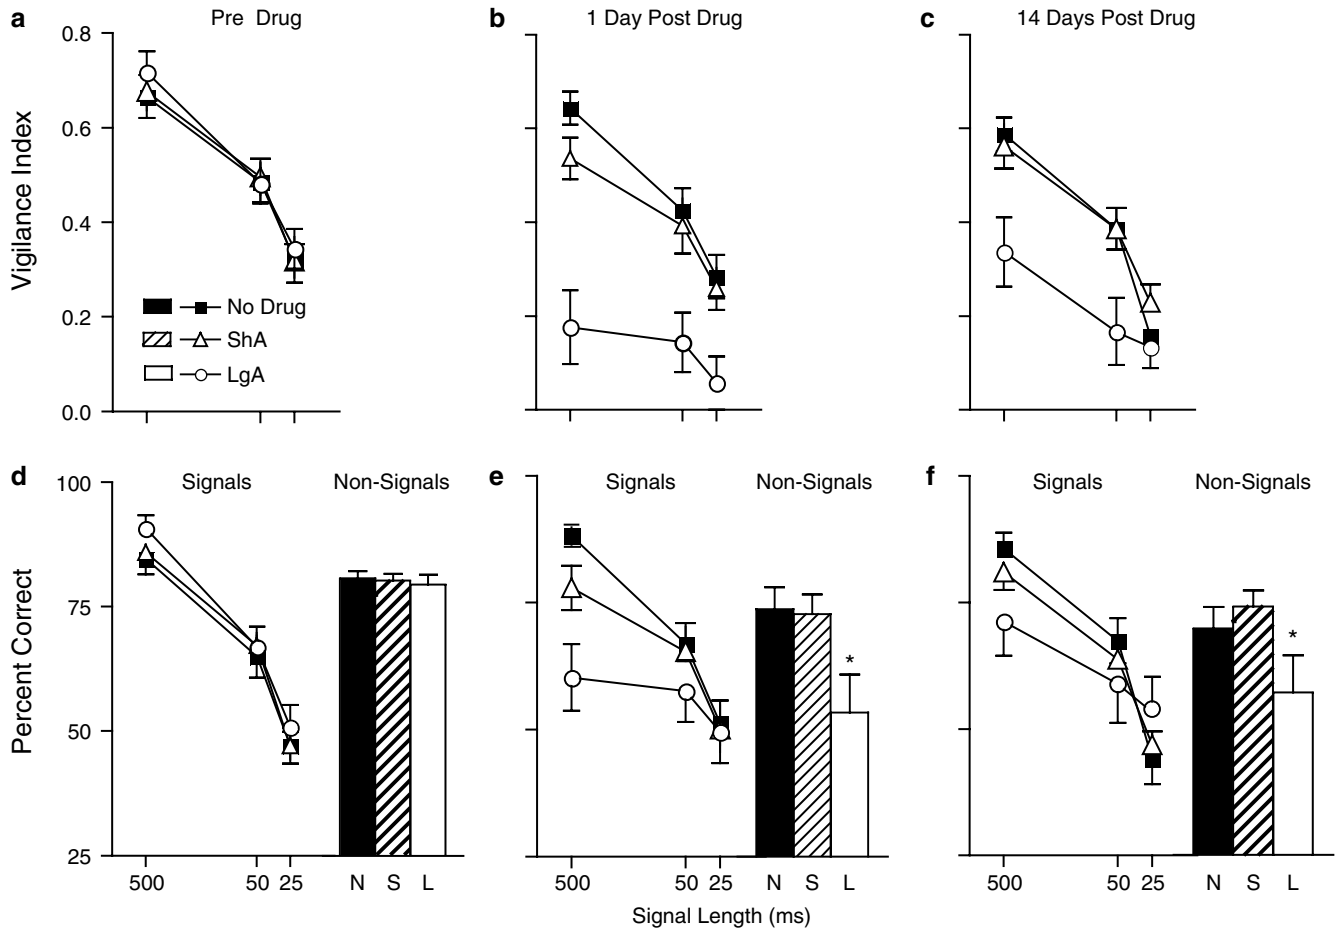 a Pre Drug b 1 Day Post Drug c 14 Days Post Drug
0.8
0.6
0.4
0.2
0.0
Vigilance Index
No Drug
ShA
LgA
d Signals Non-Signals e Signals Non-Signals f Signals Non-Signals
100
75
50
25
Percent Correct
*
*
500 50 25 N S L 500 50 25 N S L 500 50 25 N S L
Signal Length (ms)